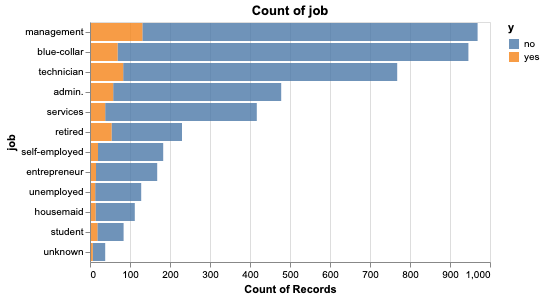 Count of job
y
no
yes
job
management
blue-collar
technician
admin.
services
retired
self-employed
entrepreneur
unemployed
housemaid
student
unknown
0 100 200 300 400 500 600 700 800 900 1,000
Count of Records